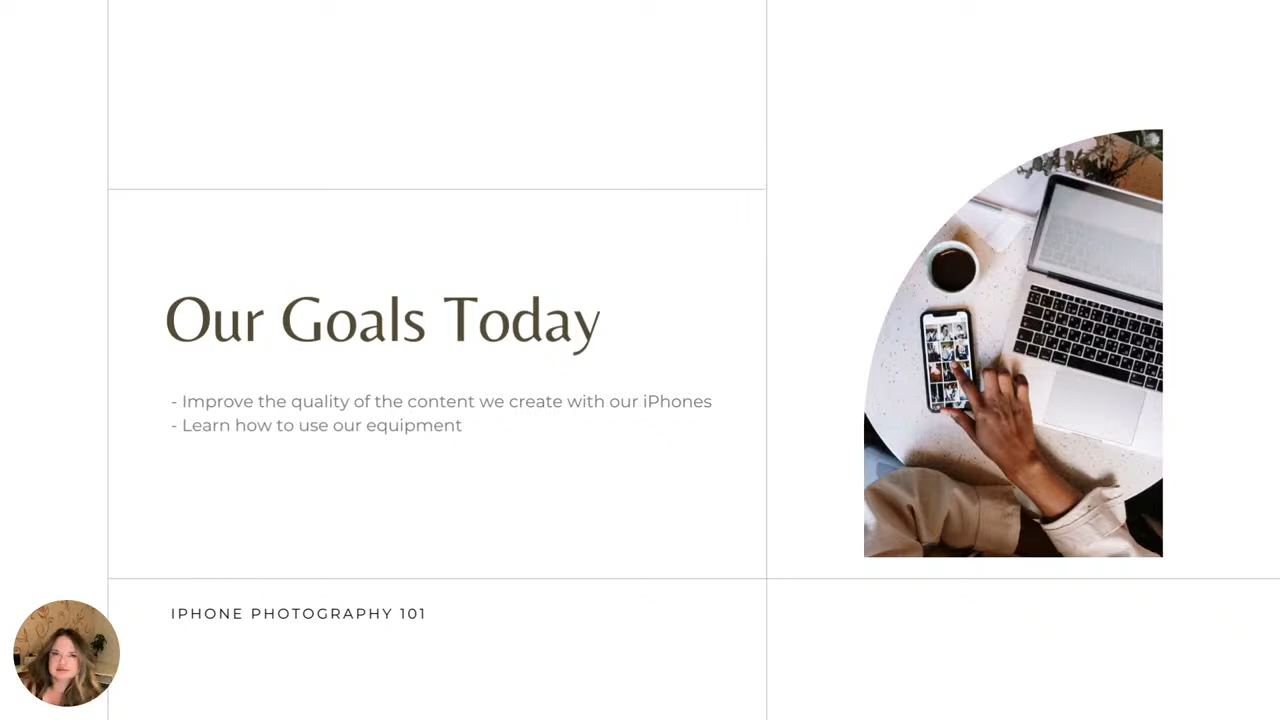 Our Goals Today
- Improve the quality of the content we create with our iPhones
- Learn how to use our equipment
IPHONE PHOTOGRAPHY 101